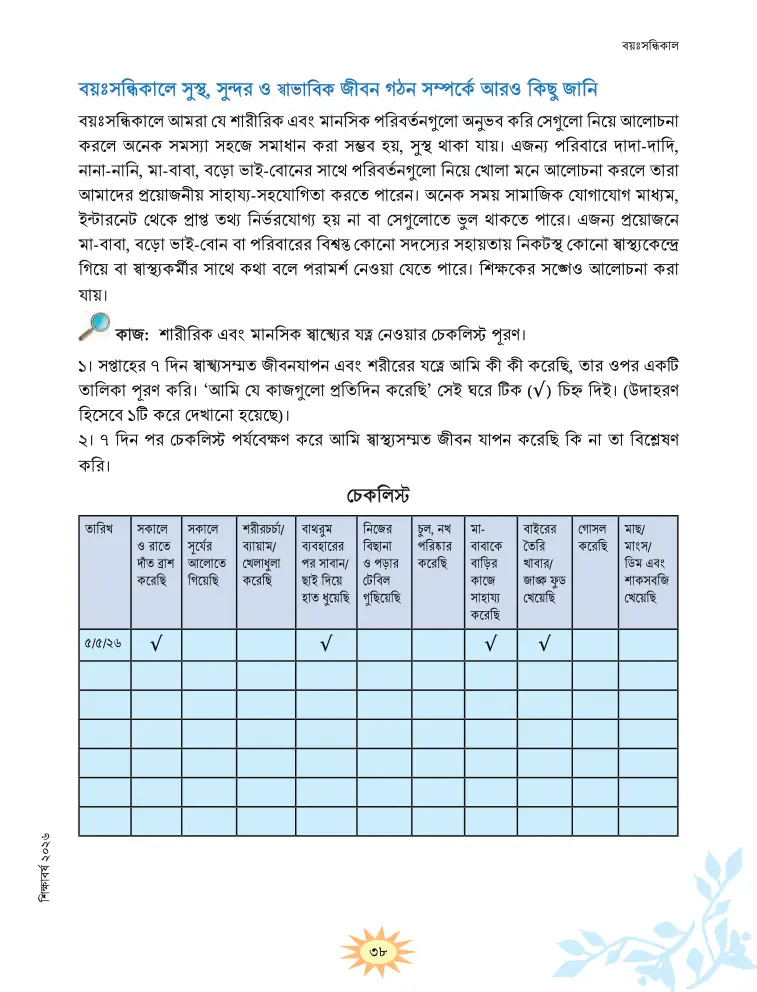 বয়ঃসন্ধিকাল
বয়ঃসন্ধিকালে সুস্থ, সুন্দর ও স্বাভাবিক জীবন গঠন সম্পর্কে আরও কিছু জানি
বয়ঃসন্ধিকালে আমরা যে শারীরিক এবং মানসিক পরিবর্তনগুলো অনুভব করি সেগুলো নিয়ে আলোচনা
করলে অনেক সমস্যা সহজে সমাধান করা সম্ভব হয়, সুস্থ থাকা যায়। এজন্য পরিবারে দাদা-দাদি,
নানা-নানি, মা-বাবা, বড়ো ভাই-বোনের সাথে পরিবর্তনগুলো নিয়ে খোলা মনে আলোচনা করলে তারা
আমাদের প্রয়োজনীয় সাহায্য-সহযোগিতা করতে পারেন। অনেক সময় সামাজিক যোগাযোগ মাধ্যম,
ইন্টারনেট থেকে প্রাপ্ত তথ্য নির্ভরযোগ্য হয় না বা সেগুলোতে ভুল থাকতে পারে। এজন্য প্রয়োজনে
মা-বাবা, বড়ো ভাই-বোন বা পরিবারের বিশ্বস্ত কোনো সদস্যের সহায়তায় নিকটস্থ কোনো স্বাস্থ্যকেন্দ্রে
গিয়ে বা স্বাস্থ্যকর্মীর সাথে কথা বলে পরামর্শ নেওয়া যেতে পারে। শিক্ষকের সঙ্গেও আলোচনা করা
যায়।
কাজ: শারীরিক এবং মানসিক স্বাস্থ্যের যত্ন নেওয়ার চেকলিস্ট পূরণ।
১। সপ্তাহের ৭ দিন স্বাস্থ্যসম্মত জীবনযাপন এবং শরীরের যত্নে আমি কী কী করেছি, তার ওপর একটি
তালিকা পূরণ করি। ‘আমি যে কাজগুলো প্রতিদিন করেছি’ সেই ঘরে টিক (√) চিহ্ন দিই। (উদাহরণ
হিসেবে ১টি করে দেখানো হয়েছে)।
২। ৭ দিন পর চেকলিস্ট পর্যবেক্ষণ করে আমি স্বাস্থ্যসম্মত জীবন যাপন করেছি কি না তা বিশ্লেষণ
করি।
চেকলিস্ট
তারিখ
সকালে
ও রাতে
দাঁত ব্রাশ
করেছি
সকালে
সূর্যের
আলোতে
গিয়েছি
শরীরচর্চা/
ব্যায়াম/
খেলাধুলা
করেছি
বাথরুম
ব্যবহারের
পর সাবান/
ছাই দিয়ে
হাত ধুয়েছি
নিজের
বিছানা
ও পড়ার
টেবিল
গুছিয়েছি
চুল, নখ
পরিষ্কার
করেছি
মা-
বাবাকে
বাড়ির
কাজে
সাহায্য
করেছি
বাইরের
তৈরি
খাবার/
জাঙ্ক ফুড
খেয়েছি
গোসল
করেছি
মাছ/
মাংস/
ডিম এবং
শাকসবজি
খেয়েছি
৫/৫/২৬ √ √ √ √
শিক্ষাবর্ষ ২০২৬
৩৮